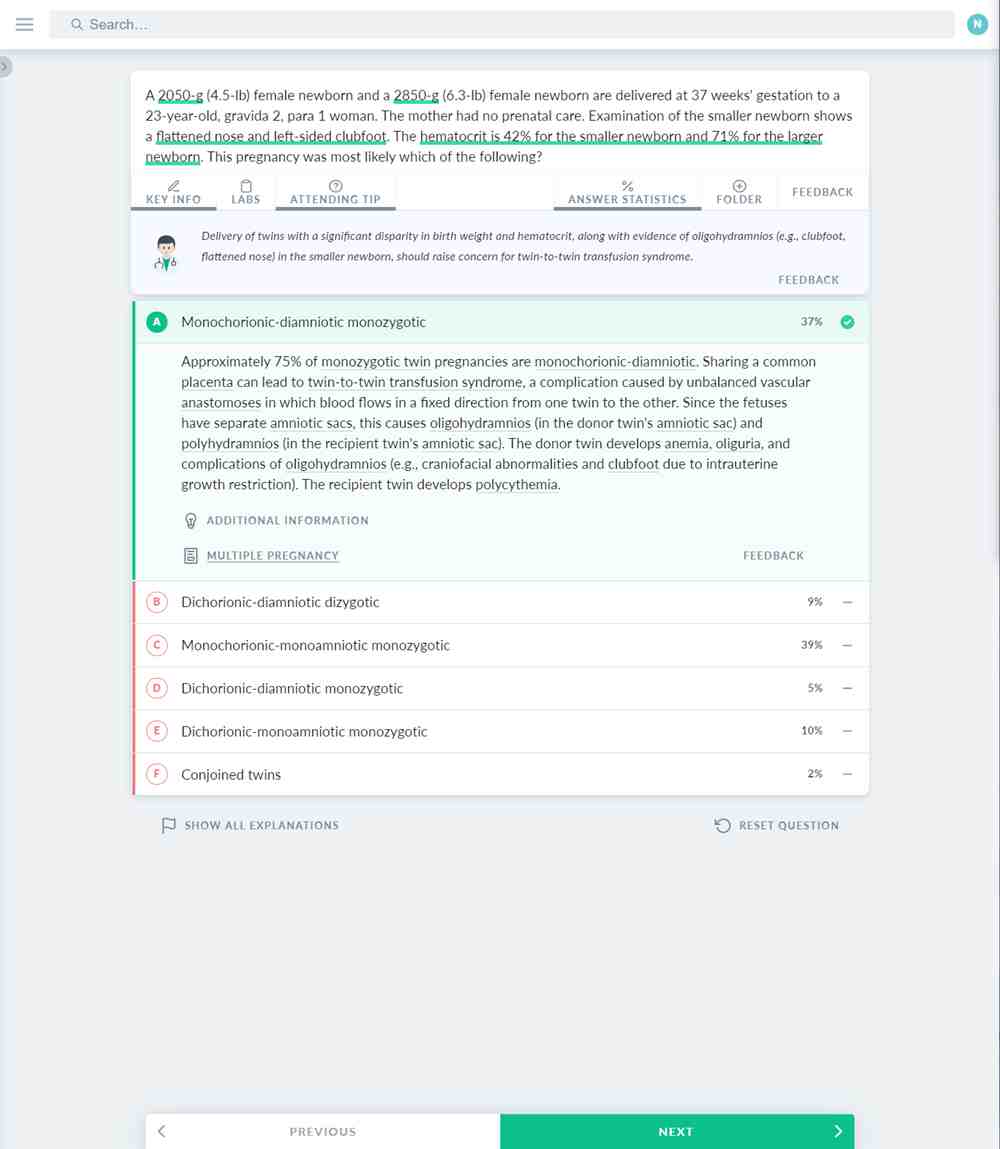 Search...
N
A 2050-g (4.5-lb) female newborn and a 2850-g (6.3-lb) female newborn are delivered at 37 weeks' gestation to a
23-year-old, gravida 2, para 1 woman. The mother had no prenatal care. Examination of the smaller newborn shows
a flattened nose and left-sided clubfoot. The hematocrit is 42% for the smaller newborn and 71% for the larger
newborn. This pregnancy was most likely which of the following?
KEY INFO LABS ATTENDING TIP % ANSWER STATISTICS FOLDER FEEDBACK
Delivery of twins with a significant disparity in birth weight and hematocrit, along with evidence of oligohydramnios (e.g., clubfoot,
flattened nose) in the smaller newborn, should raise concern for twin-to-twin transfusion syndrome.
FEEDBACK
A Monochorionic-diamniotic monozygotic 37%
Approximately 75% of monozygotic twin pregnancies are monochorionic-diamniotic. Sharing a common
placenta can lead to twin-to-twin transfusion syndrome, a complication caused by unbalanced vascular
anastomoses in which blood flows in a fixed direction from one twin to the other. Since the fetuses
have separate amniotic sacs, this causes oligohydramnios (in the donor twin's amniotic sac) and
polyhydramnios (in the recipient twin's amniotic sac). The donor twin develops anemia, oliguria, and
complications of oligohydramnios (e.g., craniofacial abnormalities and clubfoot due to intrauterine
growth restriction). The recipient twin develops polycythemia.
ADDITIONAL INFORMATION
MULTIPLE PREGNANCY FEEDBACK
B Dichorionic-diamniotic dizygotic 9% —
C Monochorionic-monoamniotic monozygotic 39% —
D Dichorionic-diamniotic monozygotic 5% —
E Dichorionic-monoamniotic monozygotic 10% —
F Conjoined twins 2% —
SHOW ALL EXPLANATIONS RESET QUESTION
PREVIOUS NEXT